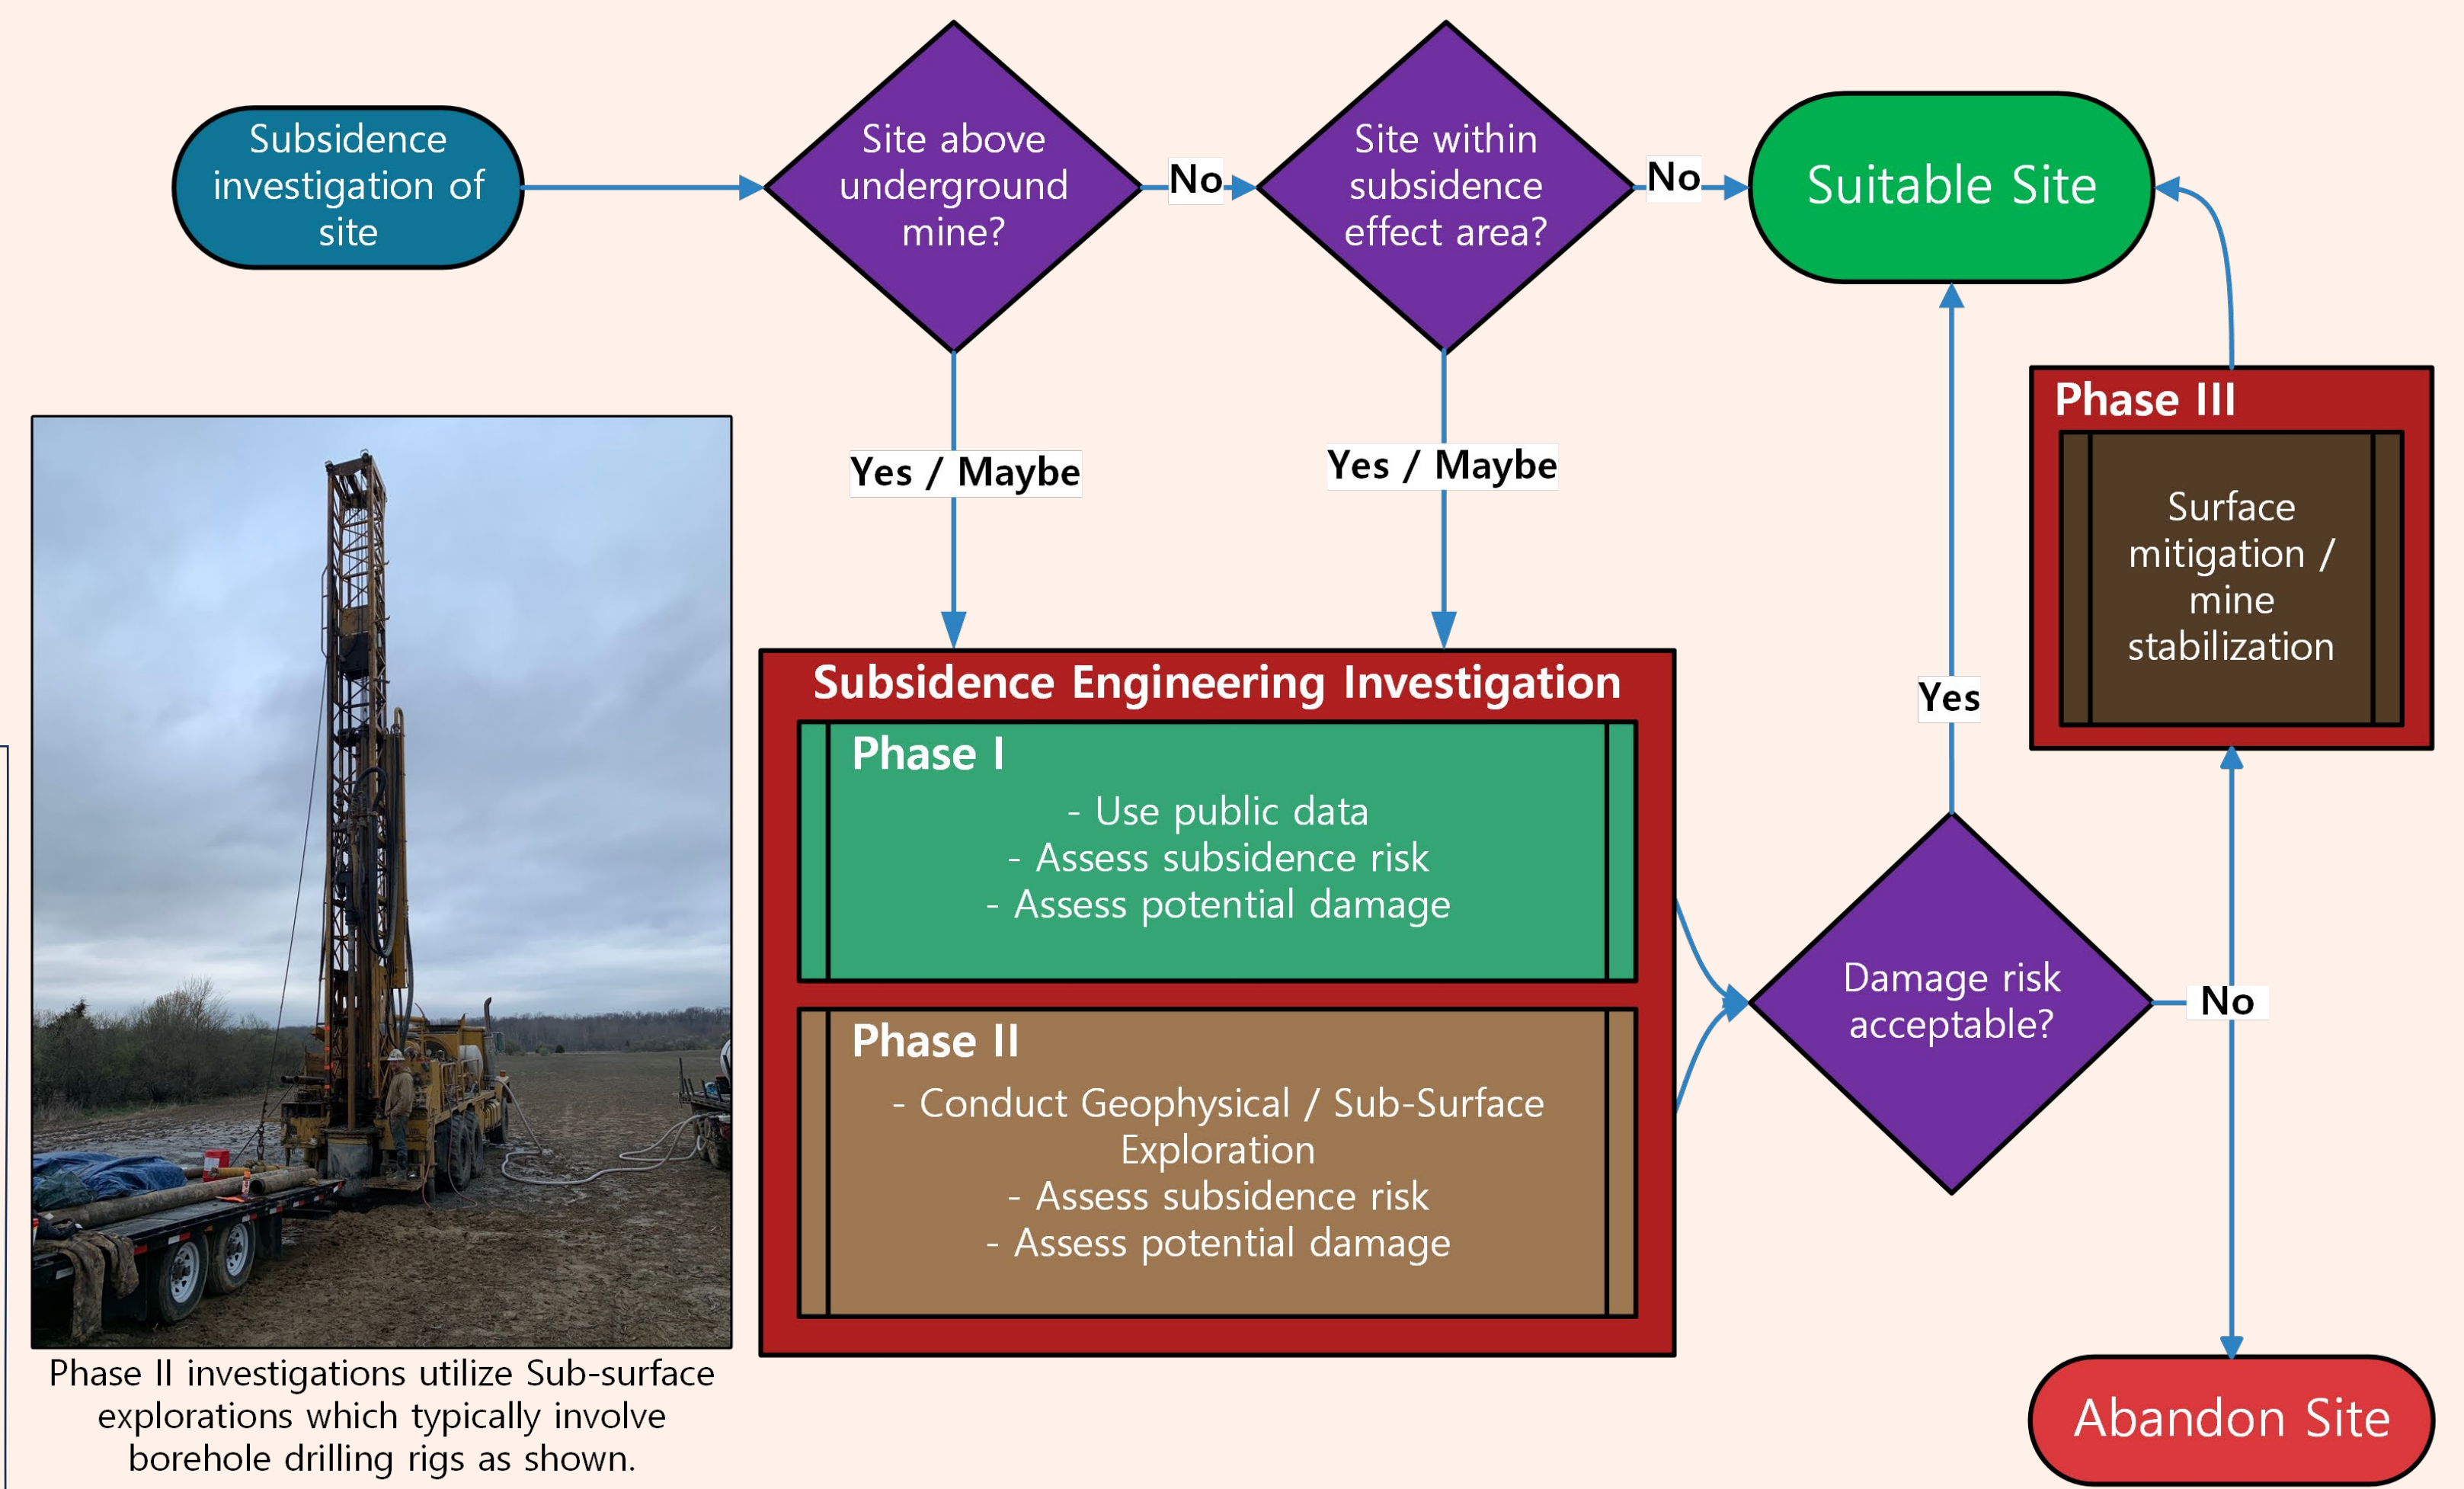 Subsidence
investigation of
site
Site above
underground
mine?
No
Site within
subsidence
effect area?
No
Suitable Site
Yes / Maybe
Yes / Maybe
Phase III
Surface
mitigation /
mine
stabilization
Subsidence Engineering Investigation
Phase I
- Use public data
- Assess subsidence risk
- Assess potential damage
Phase II
- Conduct Geophysical / Sub-Surface
Exploration
- Assess subsidence risk
- Assess potential damage
Yes
Damage risk
acceptable?
No
Abandon Site
Phase II investigations utilize Sub-surface
explorations which typically involve
borehole drilling rigs as shown.